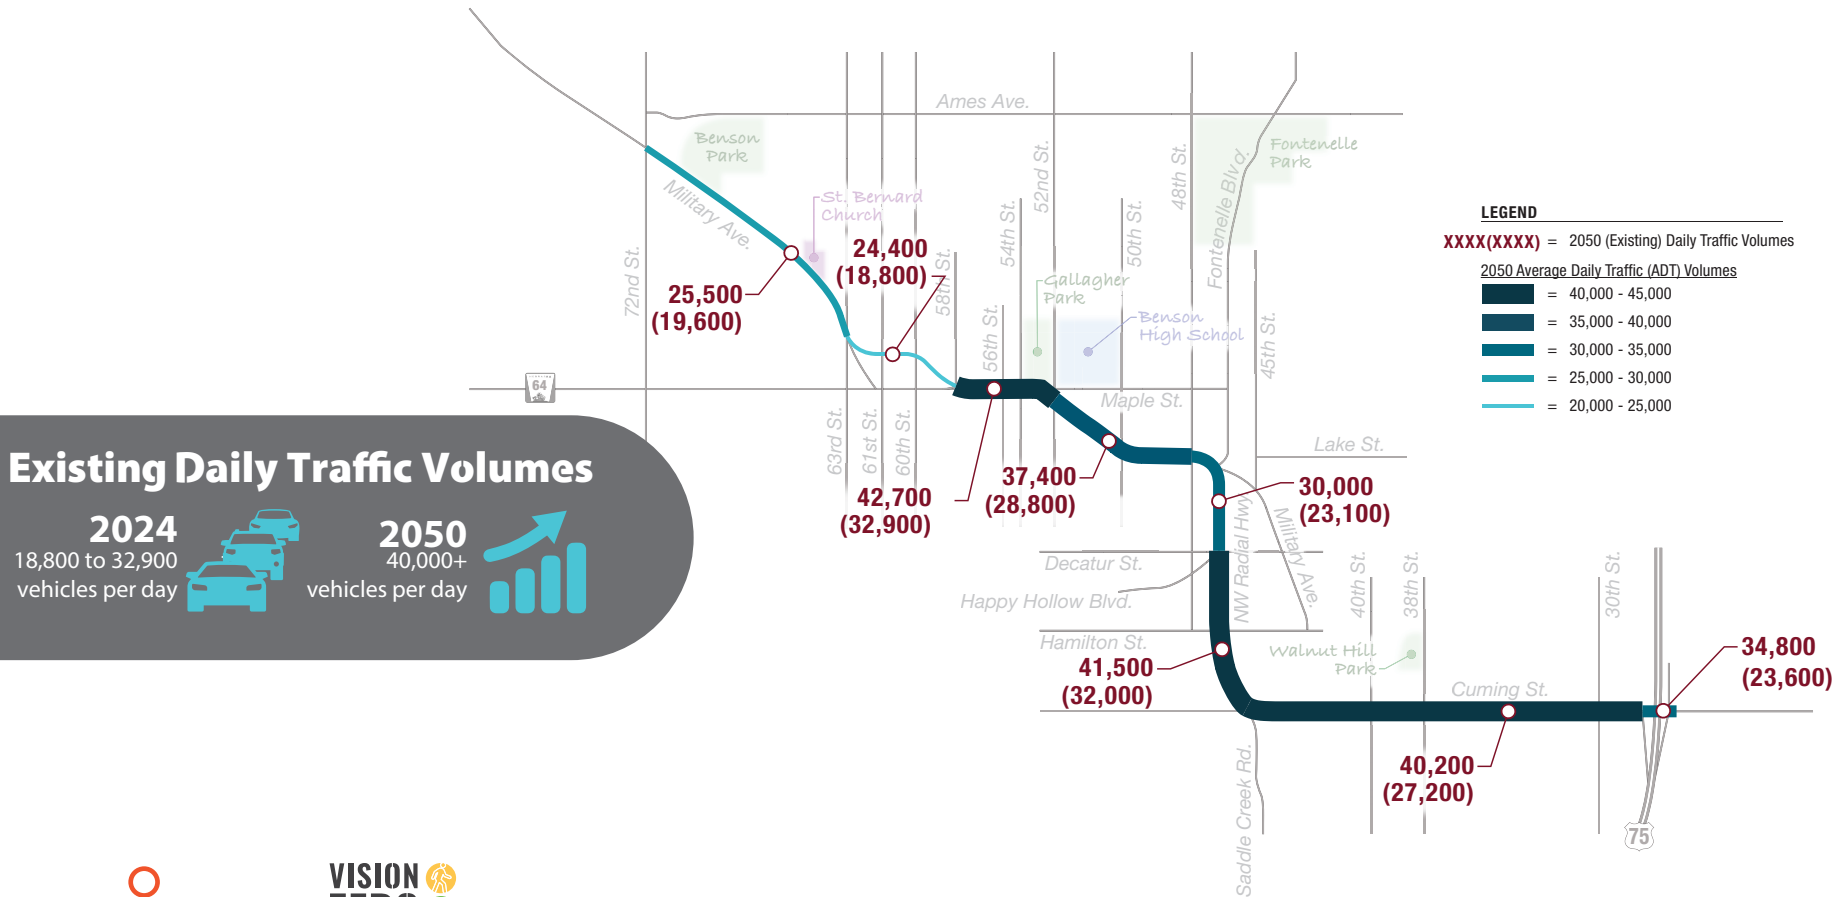 Ames Ave.
Benson
Park
Fontenelle
Park
Military Ave.
St. Bernard
Church
72nd St.
58th St.
54th St.
52nd St.
50th St.
48th St.
Fontenelle Blvd.
56th St.
45th St.
24,400
(18,800)
25,500
(19,600)
Gallagher
Park
Benson
High School
LEGEND
XXXX(XXXX) = 2050 (Existing) Daily Traffic Volumes
2050 Average Daily Traffic (ADT) Volumes
= 40,000 - 45,000
= 35,000 - 40,000
= 30,000 - 35,000
= 25,000 - 30,000
= 20,000 - 25,000
64
Maple St.
63rd St.
61st St.
60th St.
Lake St.
42,700
(32,900)
37,400
(28,800)
30,000
(23,100)
Existing Daily Traffic Volumes
2024
18,800 to 32,900
vehicles per day
2050
40,000+
vehicles per day
NW Radial Hwy
Military Ave.
Decatur St.
Happy Hollow Blvd.
Hamilton St.
40th St.
38th St.
30th St.
Walnut Hill
Park
41,500
(32,000)
Cuming St.
34,800
(23,600)
40,200
(27,200)
Saddle Creek Rd.
75
VISION